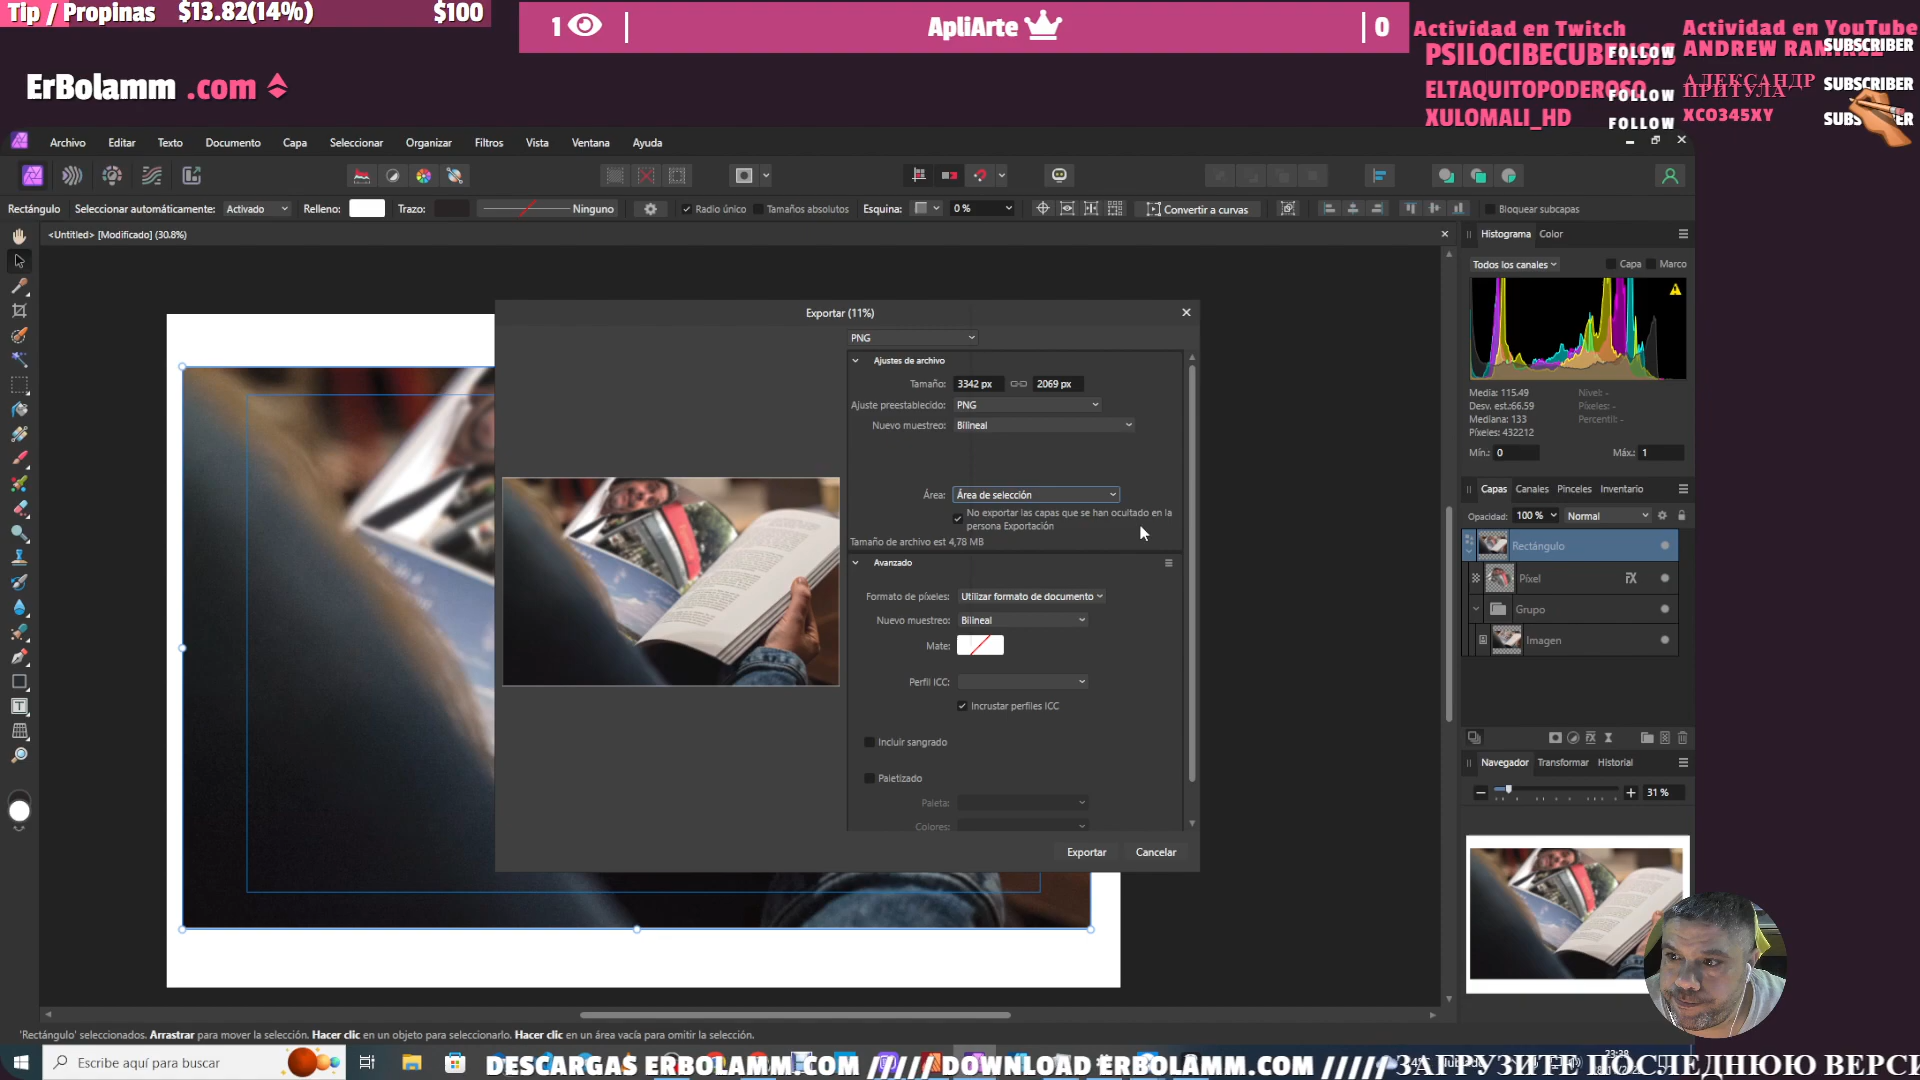 Tip / Propinas $13.82(14%) $100
1 ApliArte 0
Actividad en Twitch
PSILOCIBECUBENSIS FOLLOW
ELTAQUITOPODEROSO FOLLOW
XULOMALI_HD FOLLOW
Actividad en YouTube
SUBSCRIBER
АЛЕКСАНДР
ПРИТУЛА SUBSCRIBER
XCO345XY
ErBolamm .com
Archivo Editar Texto Documento Capa Seleccionar Organizar Filtros Vista Ventana Ayuda
Rectángulo Seleccionar automáticamente: Activado Relleno: Trazo: Ninguno Radio único Tamaños absolutos Esquina: 0 % Convertir a curvas Bloquear subcapas
<Untitled> [Modificado] (30.8%)
Histograma Color
Todos los canales Capa Marco
Media: 115.49 Nivel: -
Desv. est.:66.59 Píxeles: -
Mediana: 133 Percentil: -
Píxeles: 432212
Mín.: 0 Máx.: 1
Exportar (11%)
PNG
Ajustes de archivo
Tamaño: 3342 px 2069 px
Ajuste preestablecido: PNG
Nuevo muestreo: Bilineal
Área: Área de selección
No exportar las capas que se han ocultado en la
persona Exportación
Tamaño de archivo est 4,78 MB
Avanzado
Formato de píxeles: Utilizar formato de documento
Nuevo muestreo: Bilineal
Mate:
Perfil ICC:
Incrustar perfiles ICC
Incluir sangrado
Paletizado
Paleta:
Colores:
Exportar Cancelar
Capas Canales Pinceles Inventario
Opacidad: 100 % Normal
Rectángulo
Píxel
Grupo
Imagen
Navegador Transformar Historial
31 %
'Rectángulo' seleccionados. Arrastrar para mover la selección. Hacer clic en un objeto para seleccionarlo. Hacer clic en un área vacía para omitir la selección.
Escribe aquí para buscar
DESCARGAS ERBOLAMM.COM ///// DOWNLOAD ERBOLAMM.COM ///// ЗАГРУЗИТЕ ПОСЛЕДНЮЮ